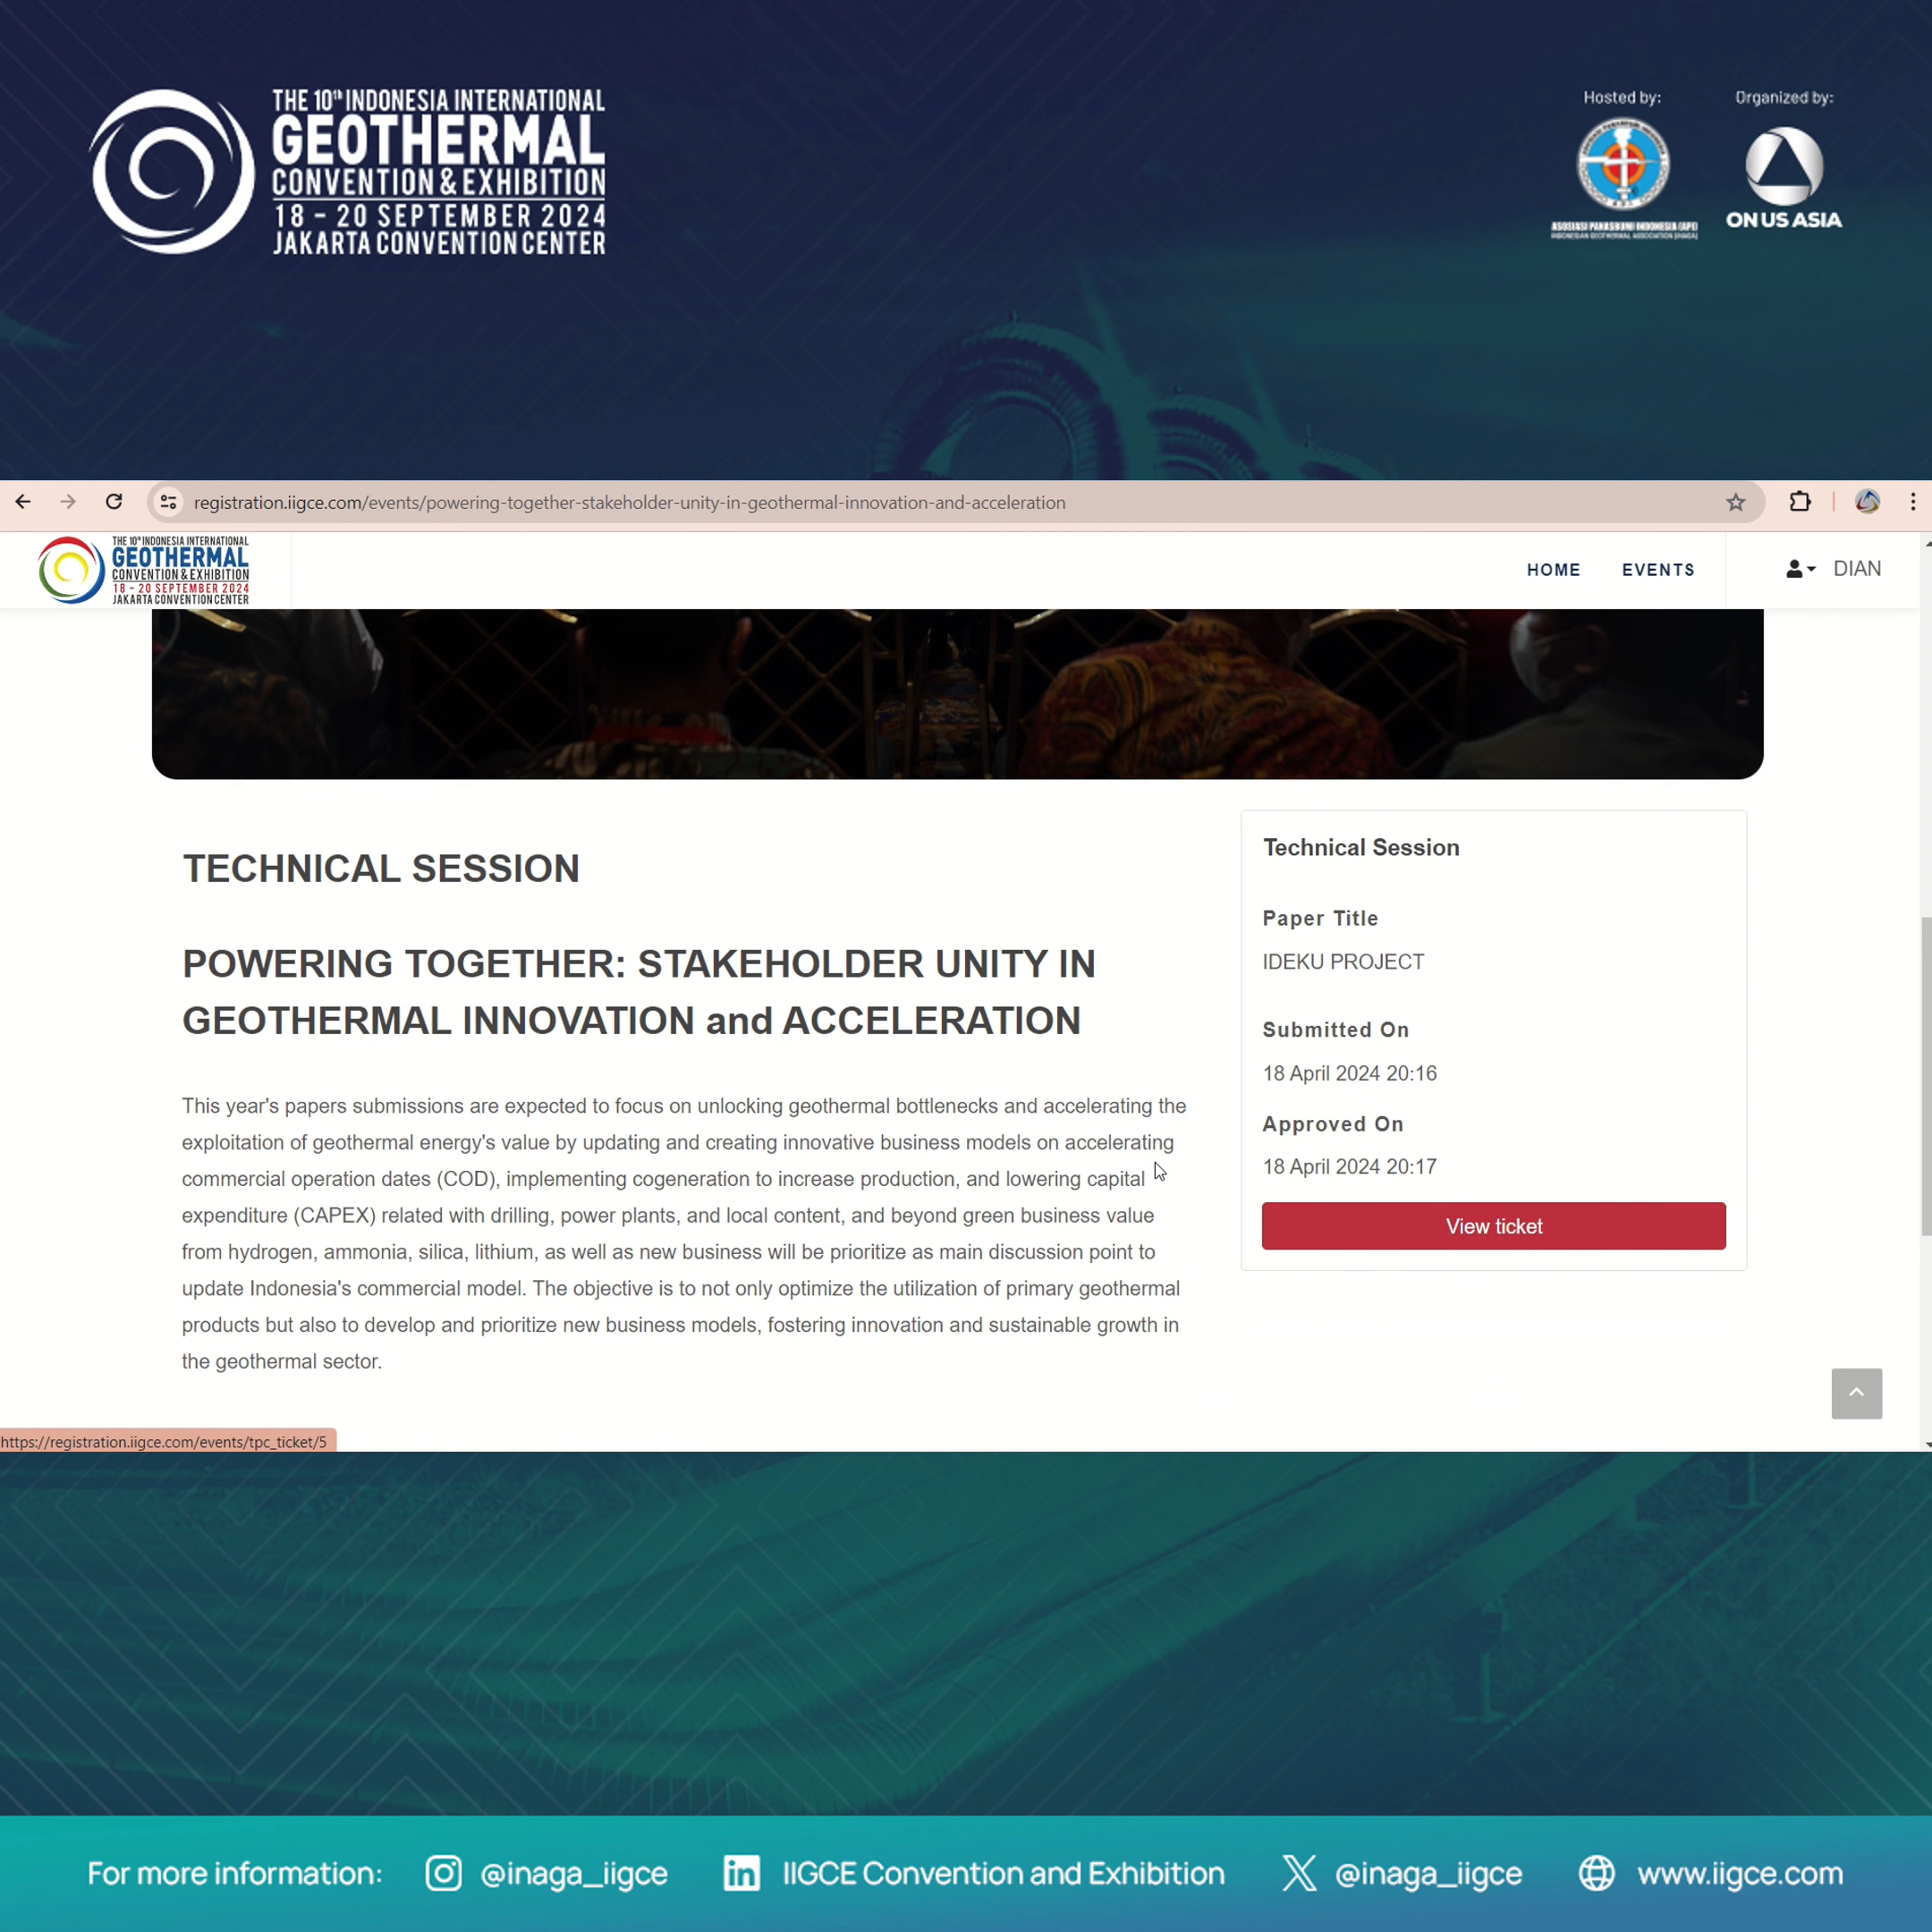 THE 10th INDONESIA INTERNATIONAL
GEOTHERMAL
CONVENTION & EXHIBITION
18 – 20 SEPTEMBER 2024
JAKARTA CONVENTION CENTER
Hosted by:
ASOSIASI PANASBUMI INDONESIA (API)
INDONESIAN GEOTHERMAL ASSOCIATION (INAGA)
Organized by:
ON US ASIA
registration.iigce.com/events/powering-together-stakeholder-unity-in-geothermal-innovation-and-acceleration
THE 10th INDONESIA INTERNATIONAL
GEOTHERMAL
CONVENTION & EXHIBITION
18 – 20 SEPTEMBER 2024
JAKARTA CONVENTION CENTER
HOME
EVENTS
DIAN
TECHNICAL SESSION
POWERING TOGETHER: STAKEHOLDER UNITY IN
GEOTHERMAL INNOVATION and ACCELERATION
This year's papers submissions are expected to focus on unlocking geothermal bottlenecks and accelerating the
exploitation of geothermal energy's value by updating and creating innovative business models on accelerating
commercial operation dates (COD), implementing cogeneration to increase production, and lowering capital
expenditure (CAPEX) related with drilling, power plants, and local content, and beyond green business value
from hydrogen, ammonia, silica, lithium, as well as new business will be prioritize as main discussion point to
update Indonesia's commercial model. The objective is to not only optimize the utilization of primary geothermal
products but also to develop and prioritize new business models, fostering innovation and sustainable growth in
the geothermal sector.
Technical Session
Paper Title
IDEKU PROJECT
Submitted On
18 April 2024 20:16
Approved On
18 April 2024 20:17
View ticket
https://registration.iigce.com/events/tpc_ticket/5
For more information:
@inaga_iigce
IIGCE Convention and Exhibition
@inaga_iigce
www.iigce.com